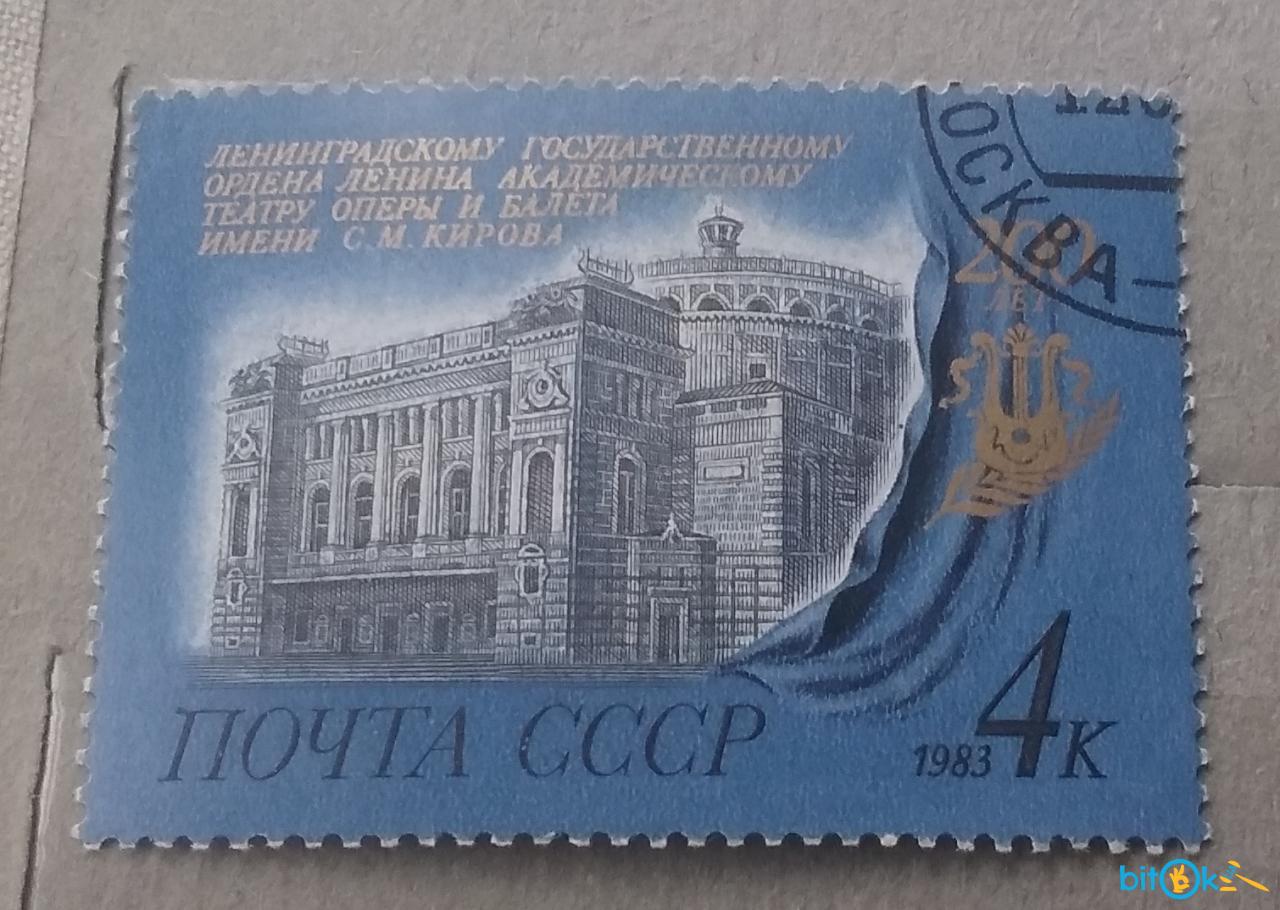 ЛЕНИНГРАДСКОМУ ГОСУДАРСТВЕННОМУ
ОРДЕНА ЛЕНИНА АКАДЕМИЧЕСКОМУ
ТЕАТРУ ОПЕРЫ И БАЛЕТА
ИМЕНИ С. М. КИРОВА
ОСКВА —
200
ЛЕТ
ПОЧТА СССР
1983 4К
bitOk